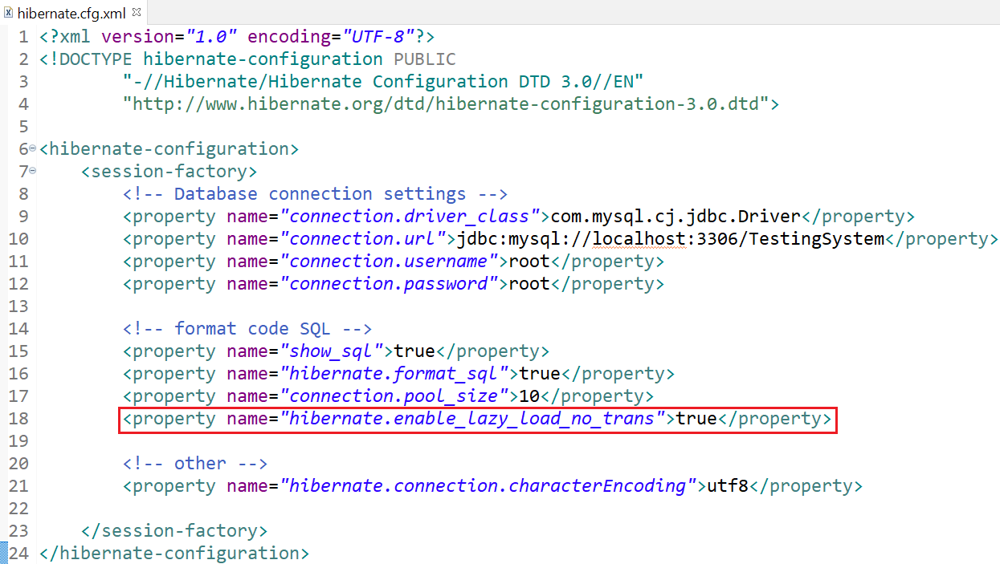 hibernate.cfg.xml
1 <?xml version="1.0" encoding="UTF-8"?>
2 <!DOCTYPE hibernate-configuration PUBLIC
3         "-//Hibernate/Hibernate Configuration DTD 3.0//EN"
4         "http://www.hibernate.org/dtd/hibernate-configuration-3.0.dtd">
5
6 <hibernate-configuration>
7     <session-factory>
8         <!-- Database connection settings -->
9         <property name="connection.driver_class">com.mysql.cj.jdbc.Driver</property>
10         <property name="connection.url">jdbc:mysql://localhost:3306/TestingSystem</property>
11         <property name="connection.username">root</property>
12         <property name="connection.password">root</property>
13
14         <!-- format code SQL -->
15         <property name="show_sql">true</property>
16         <property name="hibernate.format_sql">true</property>
17         <property name="connection.pool_size">10</property>
18         <property name="hibernate.enable_lazy_load_no_trans">true</property>
19
20         <!-- other -->
21         <property name="hibernate.connection.characterEncoding">utf8</property>
22
23     </session-factory>
24 </hibernate-configuration>